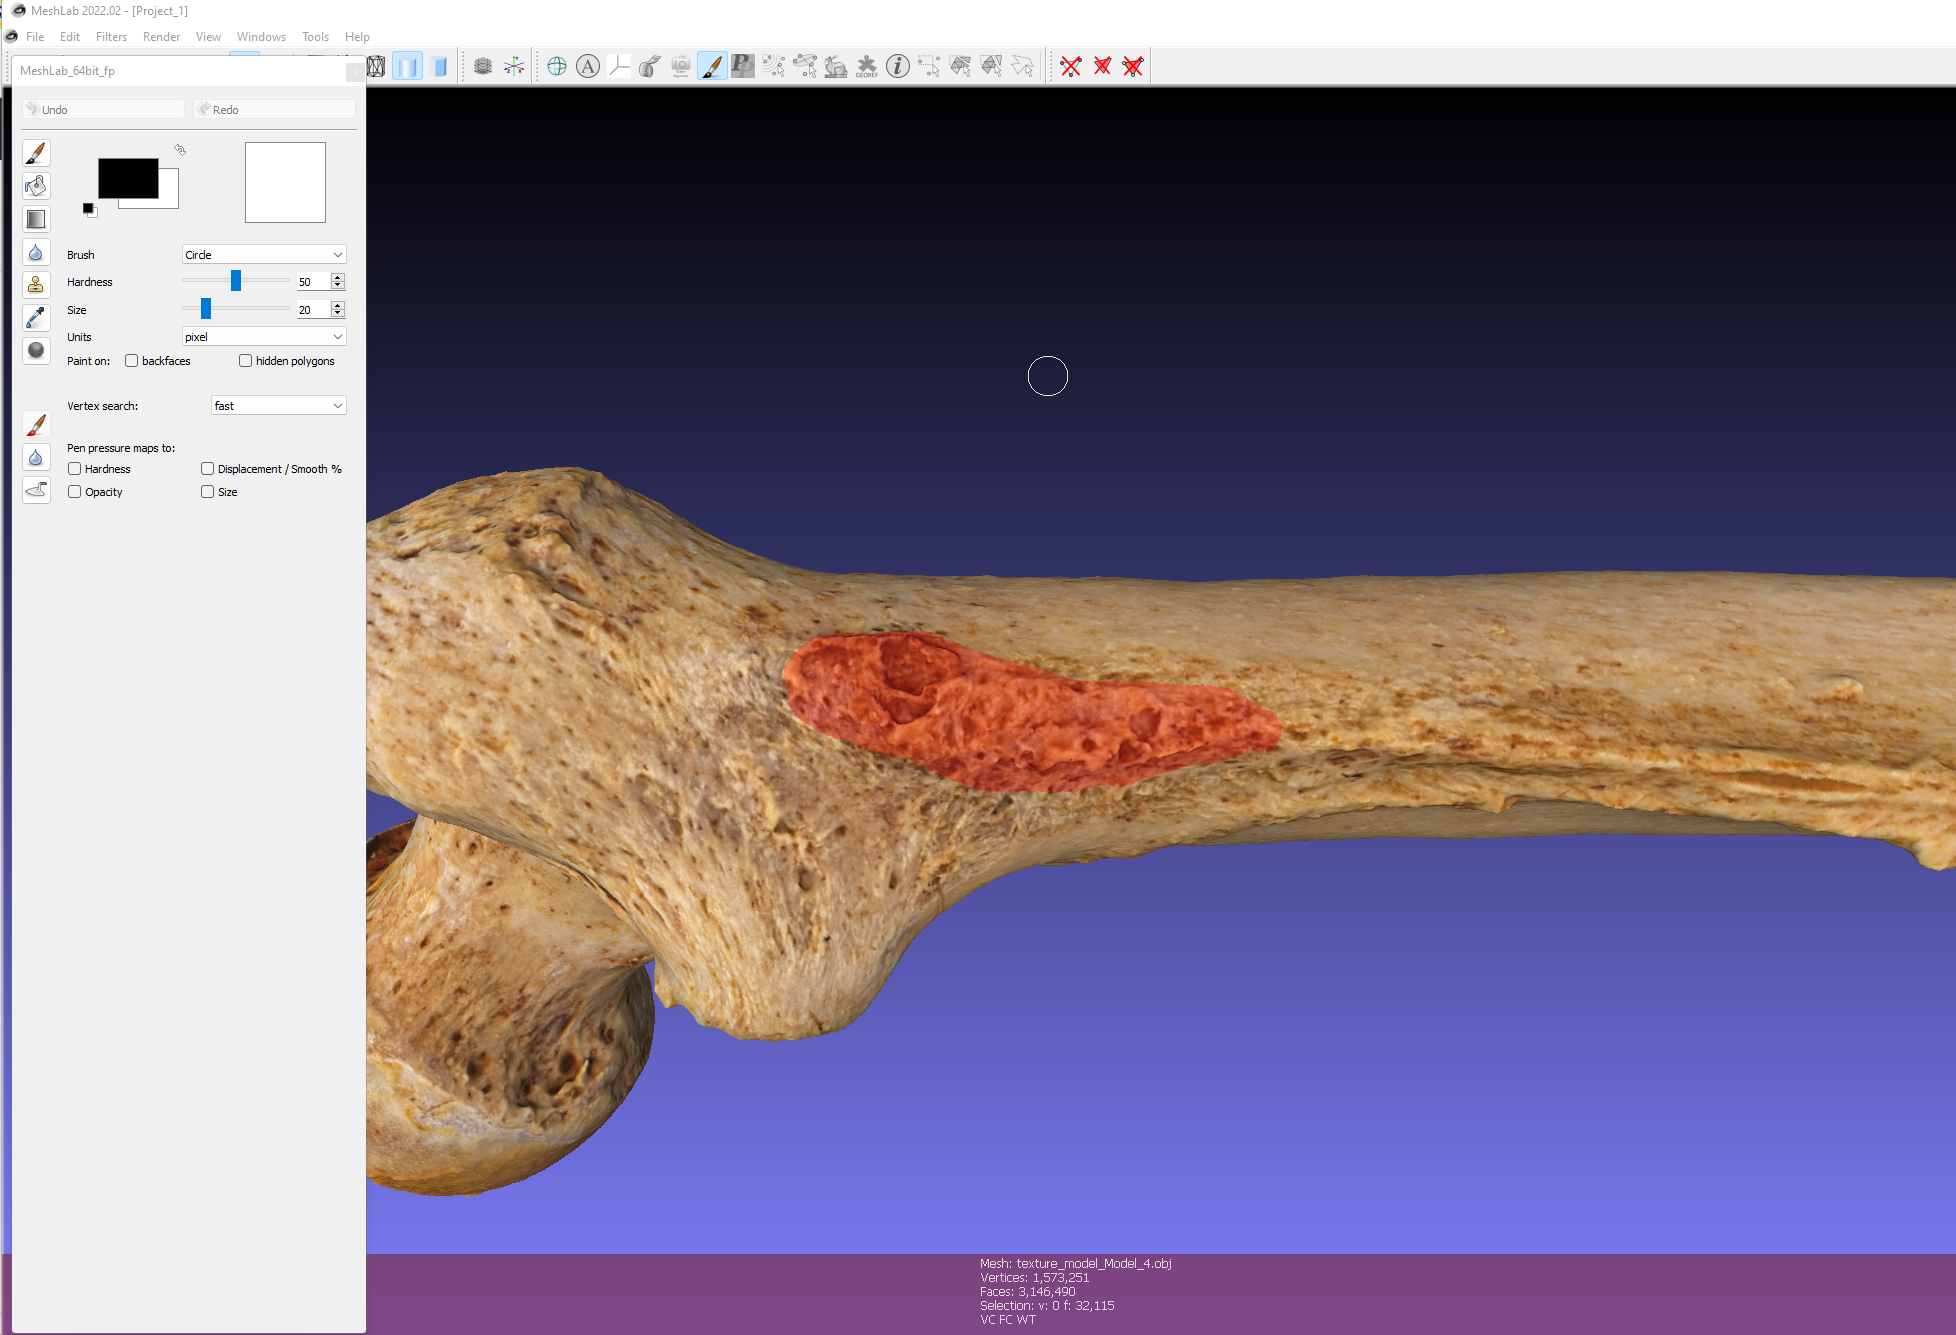 MeshLab 2022.02 - [Project_1]
File Edit Filters Render View Windows Tools Help
MeshLab_64bit_fp
Undo Redo
Brush Circle
Hardness 50
Size 20
Units pixel
Paint on: backfaces hidden polygons
Vertex search: fast
Pen pressure maps to:
Hardness Displacement / Smooth %
Opacity Size
A
P
GEOREF
i
Mesh: texture_model_Model_4.obj
Vertices: 1,573,251
Faces: 3,146,490
Selection: v: 0 f: 32,115
VC FC WT